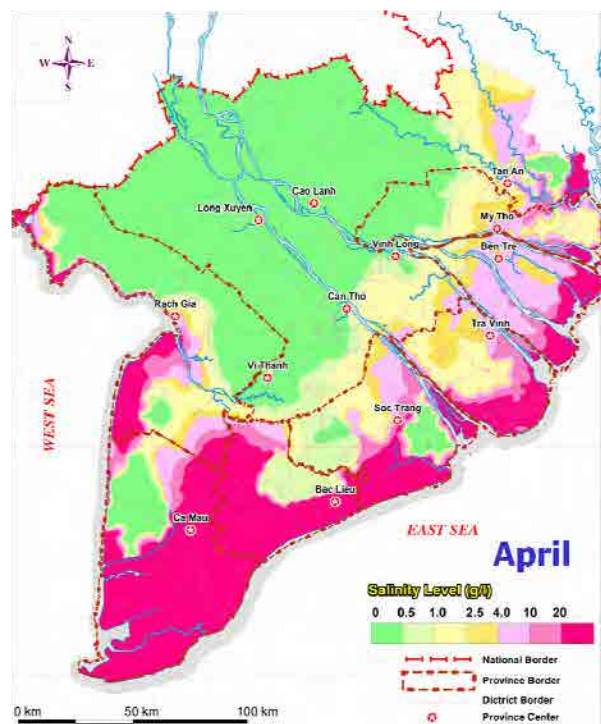 N
W E
S
Tan An
Cao Lanh
Long Xuyen
My Tho
Ben Tre
Vinh Long
Rach Gia
Can Tho
Tra Vinh
Vi Thanh
WEST SEA
Soc Trang
Bac Lieu
Ca Mau
EAST SEA
April
Salinity Level (g/l)
0 0.5 1.0 2.5 4.0 10 20
National Border
Province Border
District Border
Province Center
0 km 50 km 100 km